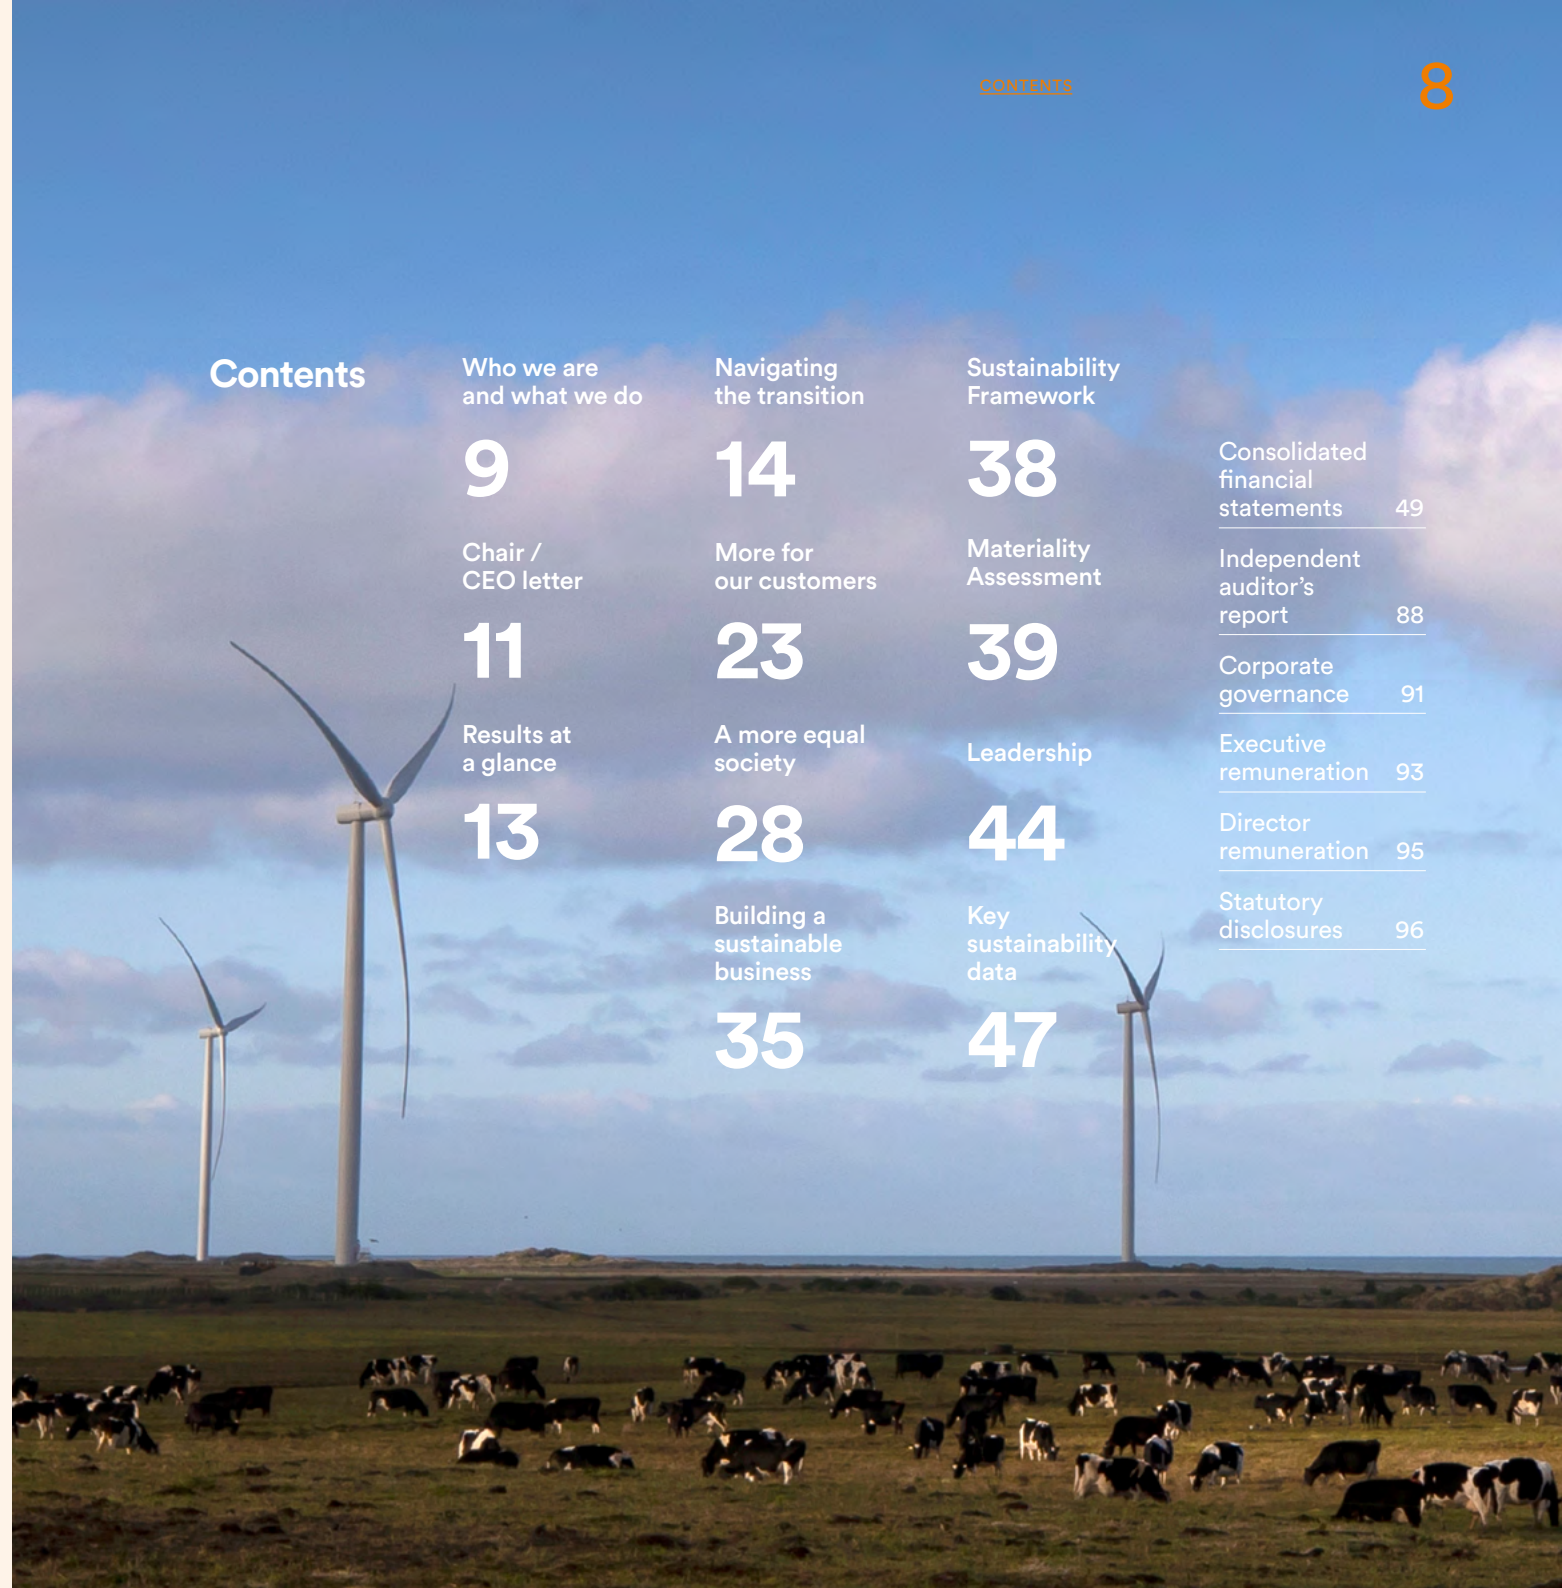 CONTENTS
8
Contents
Who we are
and what we do
9
Chair /
CEO letter
11
Results at
a glance
13
Navigating
the transition
14
More for
our customers
23
A more equal
society
28
Building a
sustainable
business
35
Sustainability
Framework
38
Materiality
Assessment
39
Leadership
44
Key
sustainability
data
47
Consolidated
financial
statements 49
Independent
auditor’s
report 88
Corporate
governance 91
Executive
remuneration 93
Director
remuneration 95
Statutory
disclosures 96